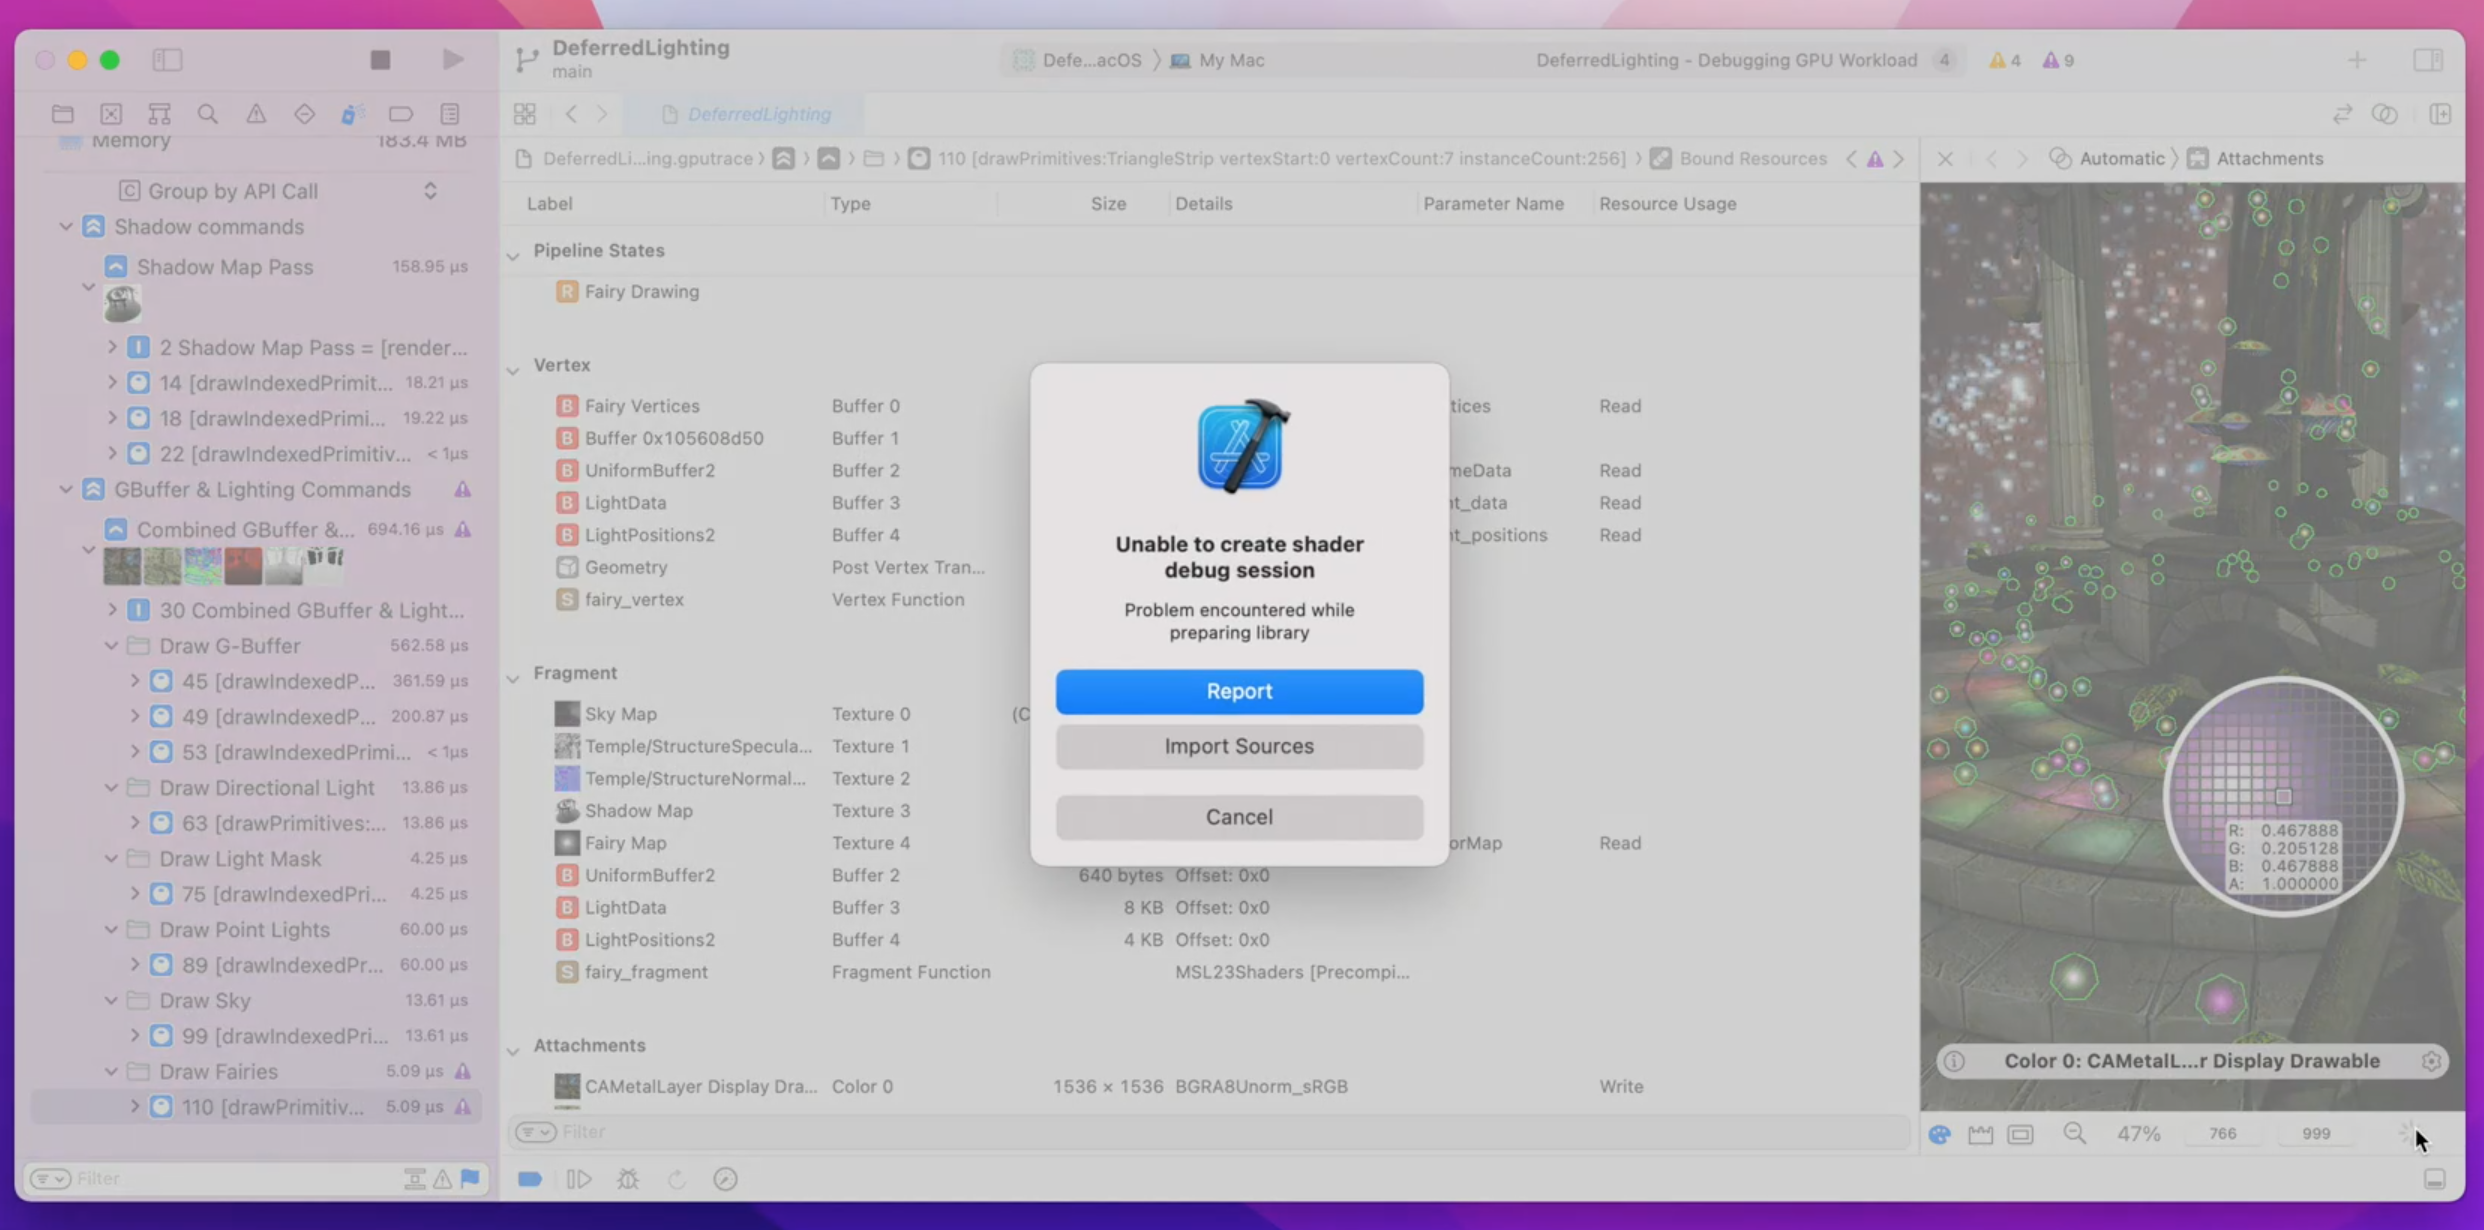 DeferredLighting
main
Defe...acOS
My Mac
DeferredLighting - Debugging GPU Workload
4
4
9
DeferredLighting
Memory 183.4 MB
Group by API Call
Shadow commands
Shadow Map Pass 158.95 µs
2 Shadow Map Pass = [render...
14 [drawIndexedPrimit... 18.21 µs
18 [drawIndexedPrimi... 19.22 µs
22 [drawIndexedPrimitiv... < 1µs
GBuffer & Lighting Commands
Combined GBuffer &... 694.16 µs
30 Combined GBuffer & Light...
Draw G-Buffer 562.58 µs
45 [drawIndexedP... 361.59 µs
49 [drawIndexedP... 200.87 µs
53 [drawIndexedPrimi... < 1µs
Draw Directional Light 13.86 µs
63 [drawPrimitives:... 13.86 µs
Draw Light Mask 4.25 µs
75 [drawIndexedPri... 4.25 µs
Draw Point Lights 60.00 µs
89 [drawIndexedPr... 60.00 µs
Draw Sky 13.61 µs
99 [drawIndexedPri... 13.61 µs
Draw Fairies 5.09 µs
110 [drawPrimitiv... 5.09 µs
Filter
DeferredLi...ing.gputrace
110 [drawPrimitives:TriangleStrip vertexStart:0 vertexCount:7 instanceCount:256]
Bound Resources
Label Type Size Details Parameter Name Resource Usage
Pipeline States
Fairy Drawing
Vertex
Fairy Vertices Buffer 0 tices Read
Buffer 0x105608d50 Buffer 1
UniformBuffer2 Buffer 2 meData Read
LightData Buffer 3 nt_data Read
LightPositions2 Buffer 4 nt_positions Read
Geometry Post Vertex Tran...
fairy_vertex Vertex Function
Fragment
Sky Map Texture 0 (C
Temple/StructureSpecula... Texture 1
Temple/StructureNormal... Texture 2
Shadow Map Texture 3
Fairy Map Texture 4 orMap Read
UniformBuffer2 Buffer 2 640 bytes Offset: 0x0
LightData Buffer 3 8 KB Offset: 0x0
LightPositions2 Buffer 4 4 KB Offset: 0x0
fairy_fragment Fragment Function MSL23Shaders [Precompi...
Attachments
CAMetalLayer Display Dra... Color 0 1536 × 1536 BGRA8Unorm_sRGB Write
Filter
Unable to create shader
debug session
Problem encountered while
preparing library
Report
Import Sources
Cancel
Automatic
Attachments
R: 0.467888
G: 0.205128
B: 0.467888
A: 1.000000
Color 0: CAMetalL...r Display Drawable
47% 766 999